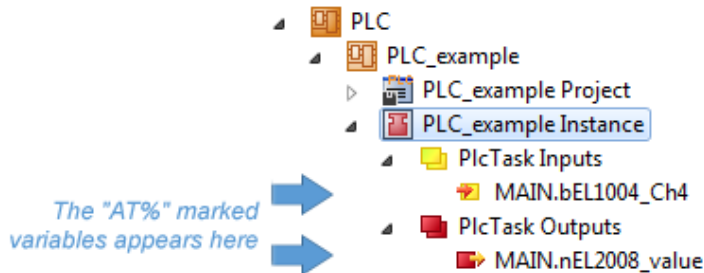 PLC
PLC_example
PLC_example Project
PLC_example Instance
PlcTask Inputs
MAIN.bEL1004_Ch4
The "AT%" marked
variables appears here
PlcTask Outputs
MAIN.nEL2008_value